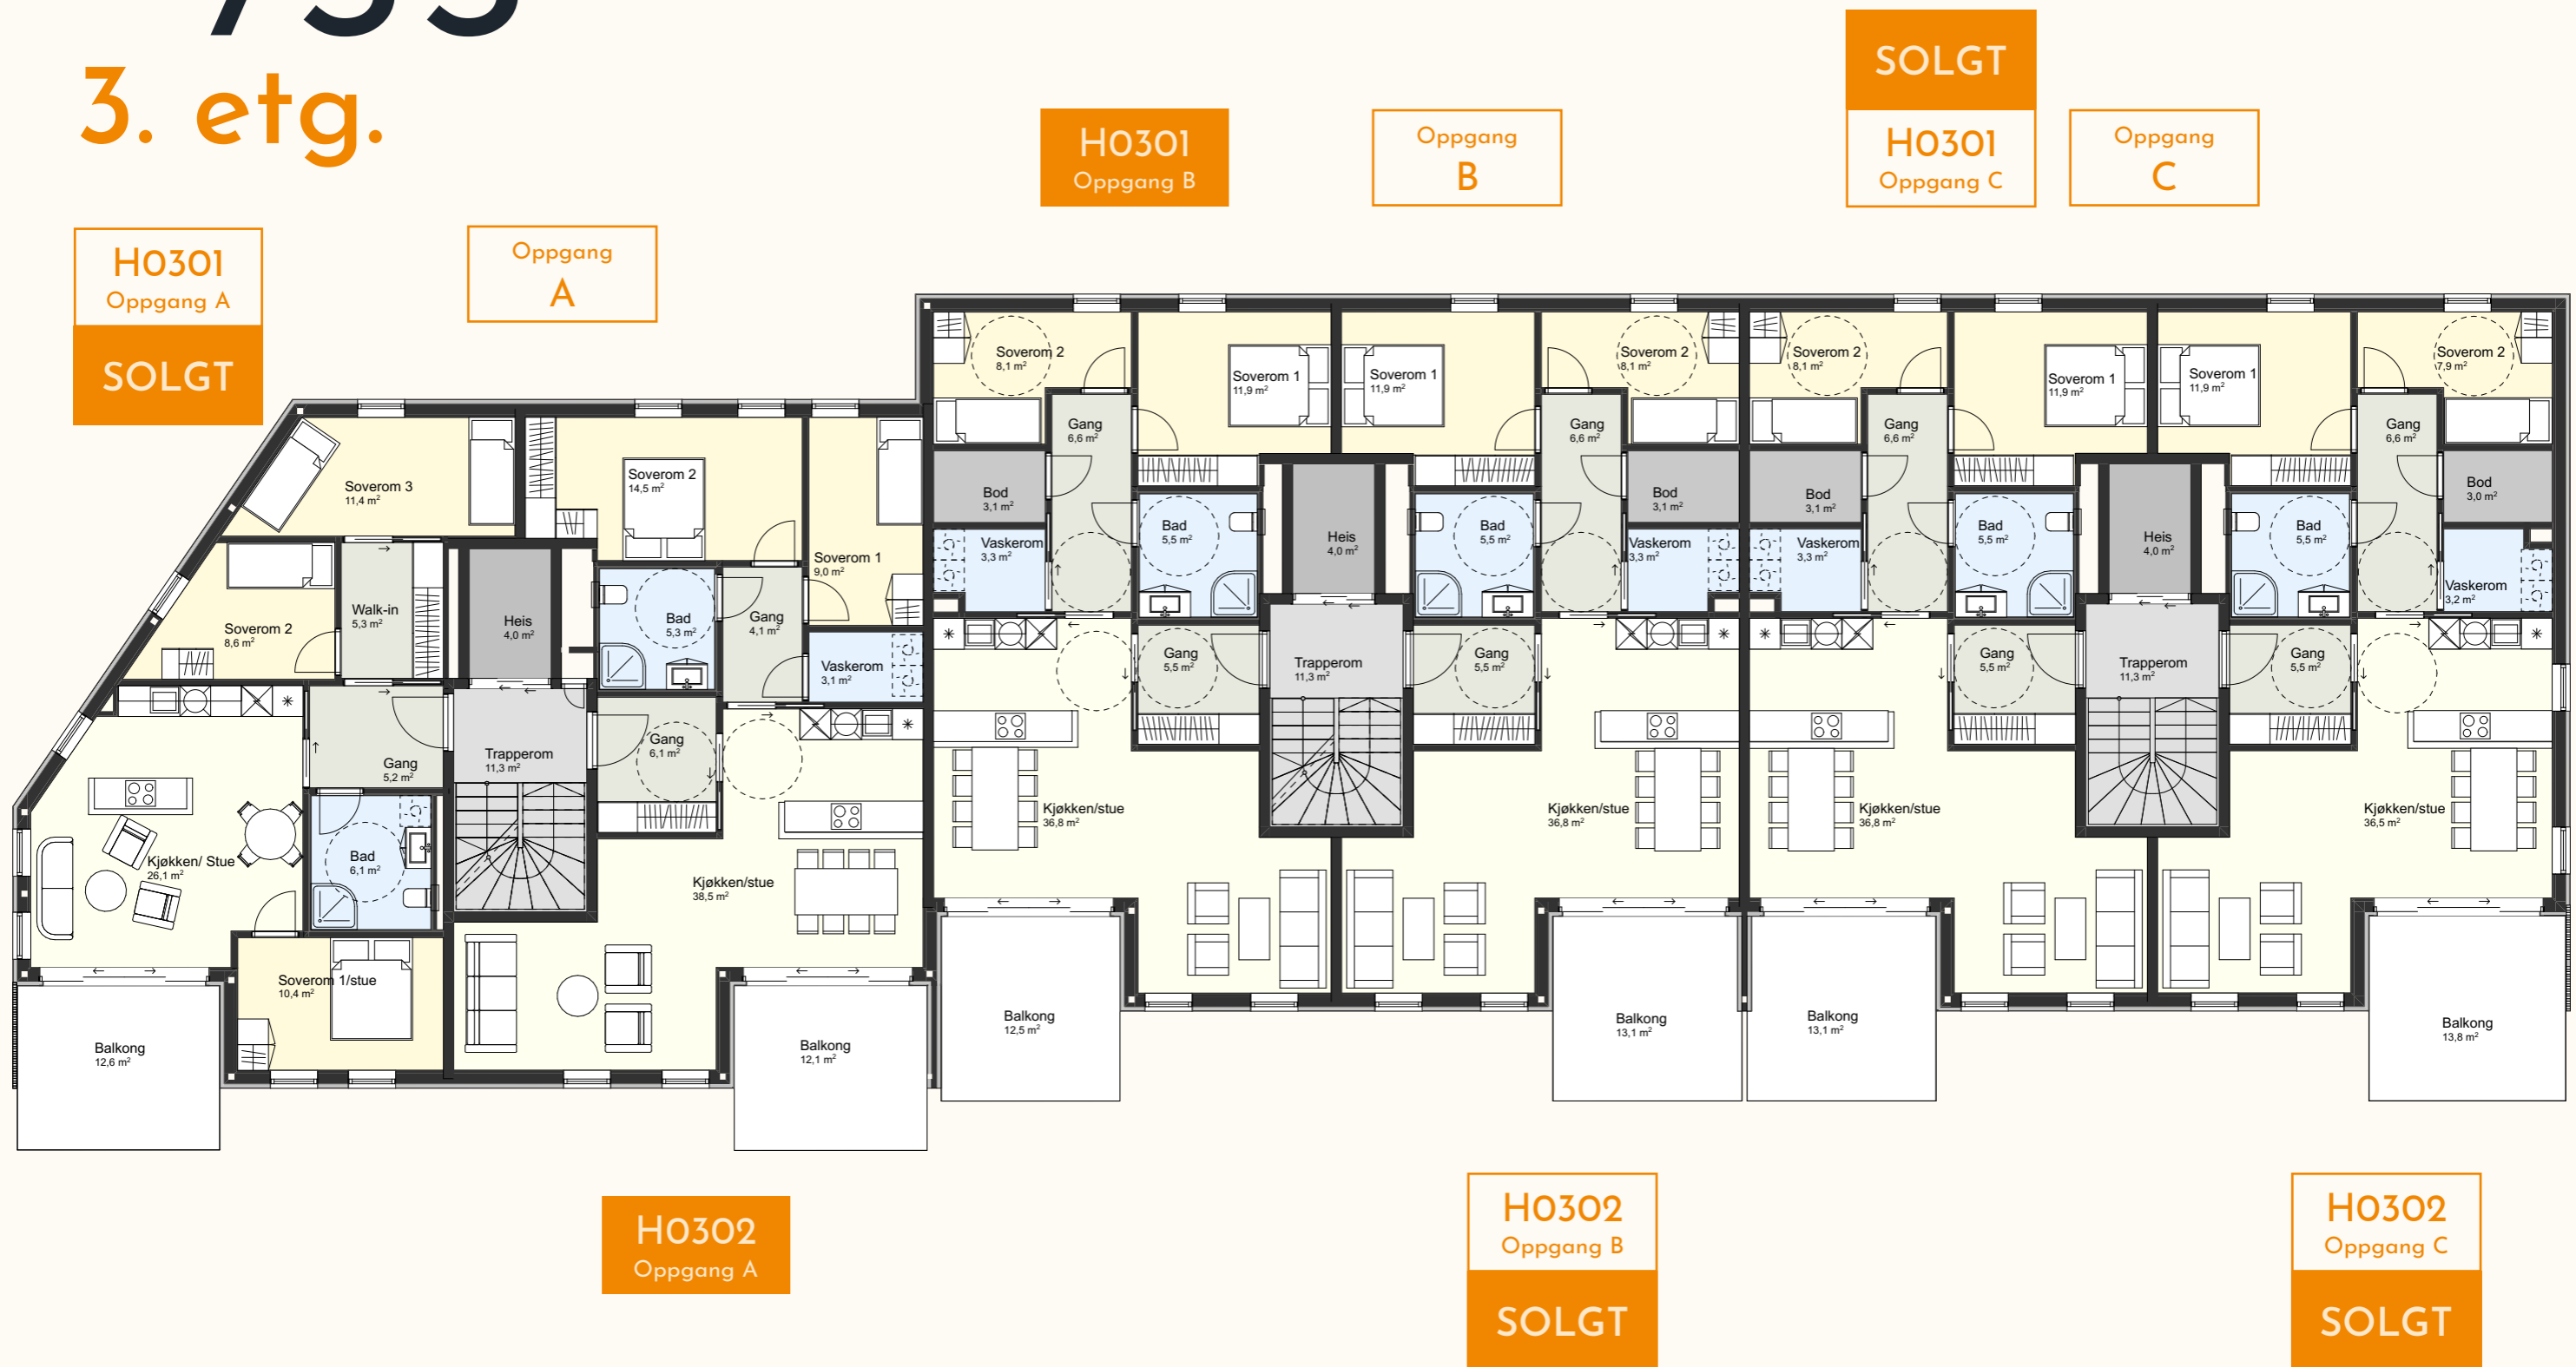 3. etg.
SOLGT
H0301
Oppgang B
Oppgang
B
H0301
Oppgang C
Oppgang
C
H0301
Oppgang A
SOLGT
Oppgang
A
Soverom 3
11,4 m²
Soverom 2
8,6 m²
Walk-in
5,3 m²
Heis
4,0 m²
Gang
5,2 m²
Trapperom
11,3 m²
Kjøkken/ Stue
26,1 m²
Bad
6,1 m²
Soverom 1/stue
10,4 m²
Balkong
12,6 m²
Soverom 2
14,5 m²
Soverom 1
9,0 m²
Bad
5,3 m²
Gang
4,1 m²
Vaskerom
3,1 m²
Gang
6,1 m²
Kjøkken/stue
38,5 m²
Balkong
12,1 m²
Soverom 2
8,1 m²
Soverom 1
11,9 m²
Gang
6,6 m²
Bod
3,1 m²
Vaskerom
3,3 m²
Bad
5,5 m²
Gang
5,5 m²
Kjøkken/stue
36,8 m²
Balkong
12,5 m²
Heis
4,0 m²
Trapperom
11,3 m²
Soverom 1
11,9 m²
Soverom 2
8,1 m²
Gang
6,6 m²
Bod
3,1 m²
Bad
5,5 m²
Vaskerom
3,3 m²
Gang
5,5 m²
Kjøkken/stue
36,8 m²
Balkong
13,1 m²
Soverom 2
8,1 m²
Soverom 1
11,9 m²
Gang
6,6 m²
Bod
3,1 m²
Vaskerom
3,3 m²
Bad
5,5 m²
Gang
5,5 m²
Kjøkken/stue
36,8 m²
Balkong
13,1 m²
Heis
4,0 m²
Trapperom
11,3 m²
Soverom 1
11,9 m²
Soverom 2
7,9 m²
Gang
6,6 m²
Bod
3,0 m²
Bad
5,5 m²
Vaskerom
3,2 m²
Gang
5,5 m²
Kjøkken/stue
36,5 m²
Balkong
13,8 m²
H0302
Oppgang A
H0302
Oppgang B
SOLGT
H0302
Oppgang C
SOLGT